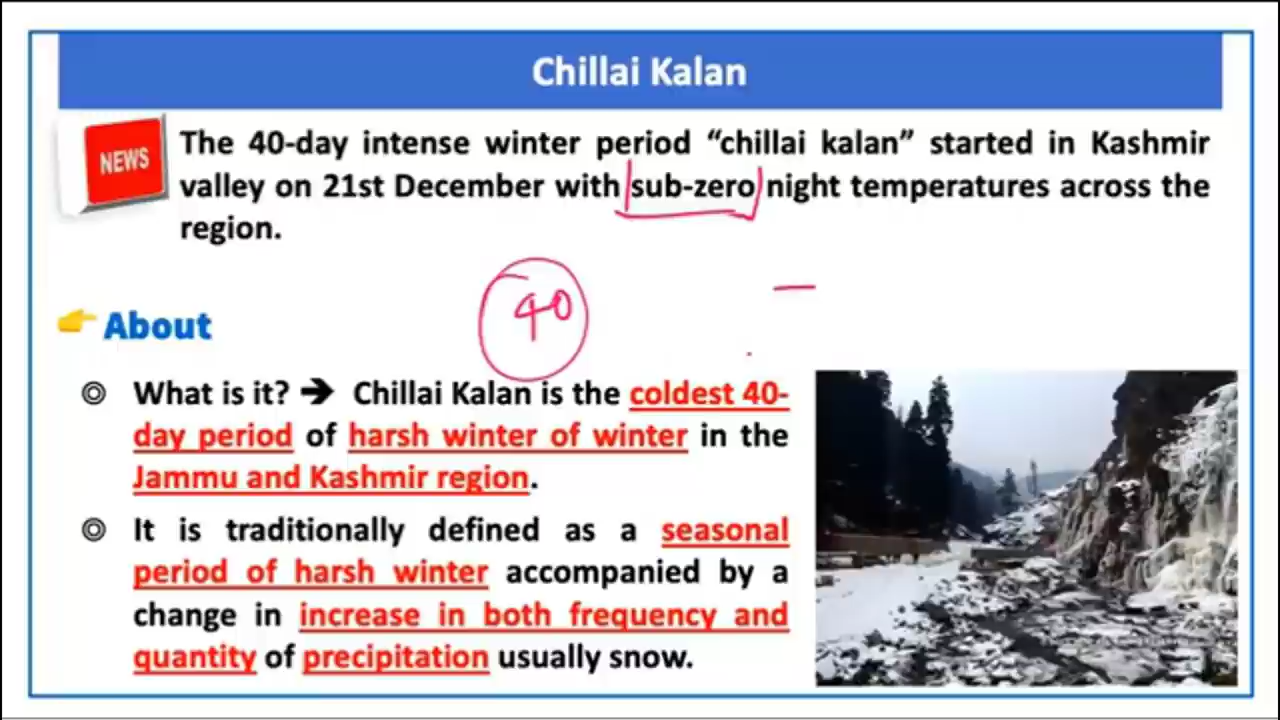 Chillai Kalan
NEWS
The 40-day intense winter period “chillai kalan” started in Kashmir
valley on 21st December with sub-zero night temperatures across the
region.
40
About
What is it? ➔ Chillai Kalan is the coldest 40-
day period of harsh winter of winter in the
Jammu and Kashmir region.
It is traditionally defined as a seasonal
period of harsh winter accompanied by a
change in increase in both frequency and
quantity of precipitation usually snow.